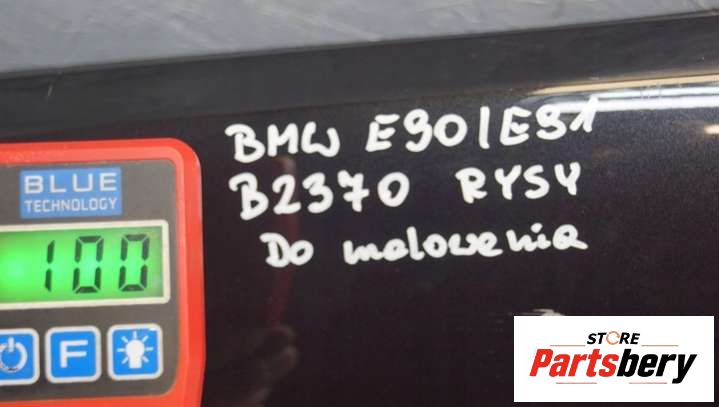 BMW E90/E91
B2370 RYSY
Do malowania
BLUE
TECHNOLOGY
100
F
STORE
Partsbery